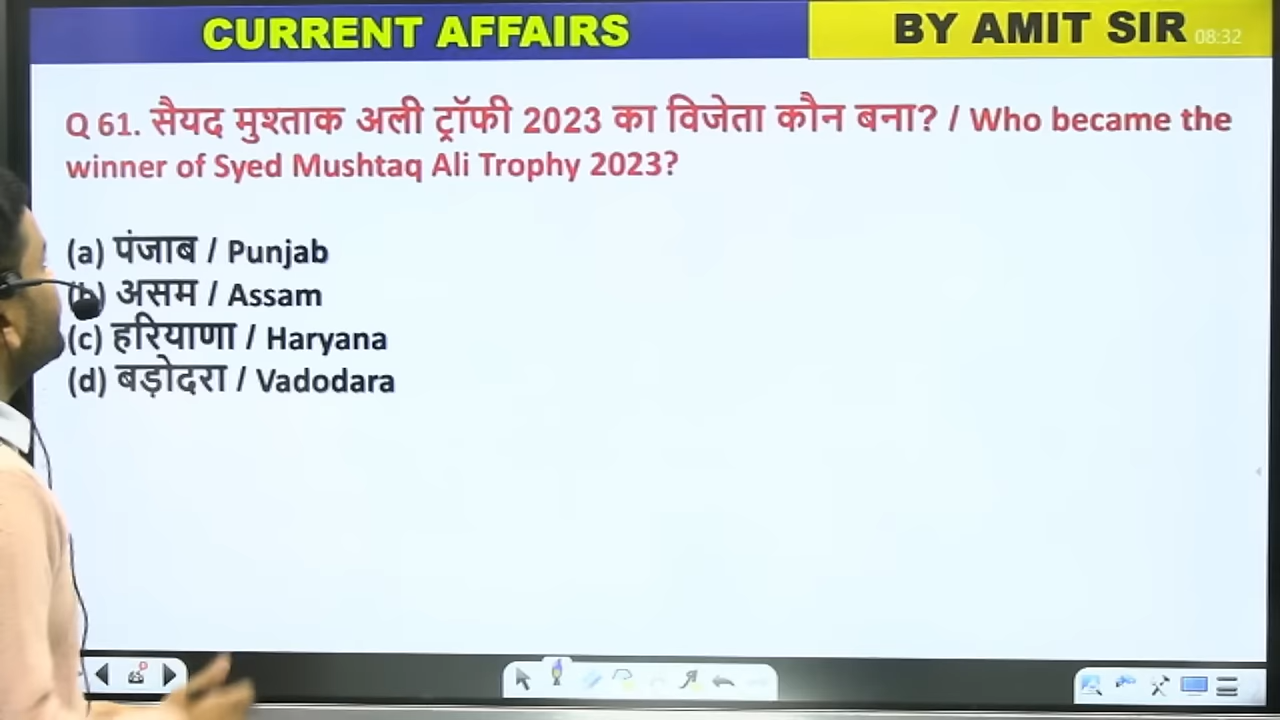 CURRENT AFFAIRS
BY AMIT SIR
08:32
Q 61. सैयद मुश्ताक अली ट्रॉफी 2023 का विजेता कौन बना? / Who became the
winner of Syed Mushtaq Ali Trophy 2023?
(a) पंजाब / Punjab
(b) असम / Assam
(c) हरियाणा / Haryana
(d) बड़ोदरा / Vadodara